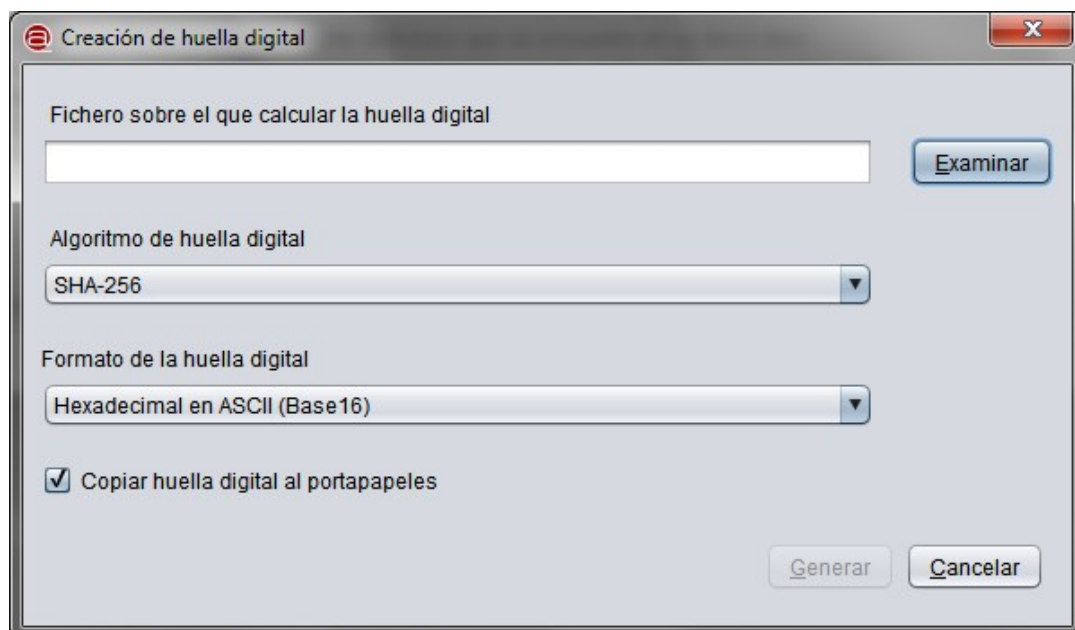 Creación de huella digital
Fichero sobre el que calcular la huella digital
Examinar
Algoritmo de huella digital
SHA-256
Formato de la huella digital
Hexadecimal en ASCII (Base16)
Copiar huella digital al portapapeles
Generar Cancelar